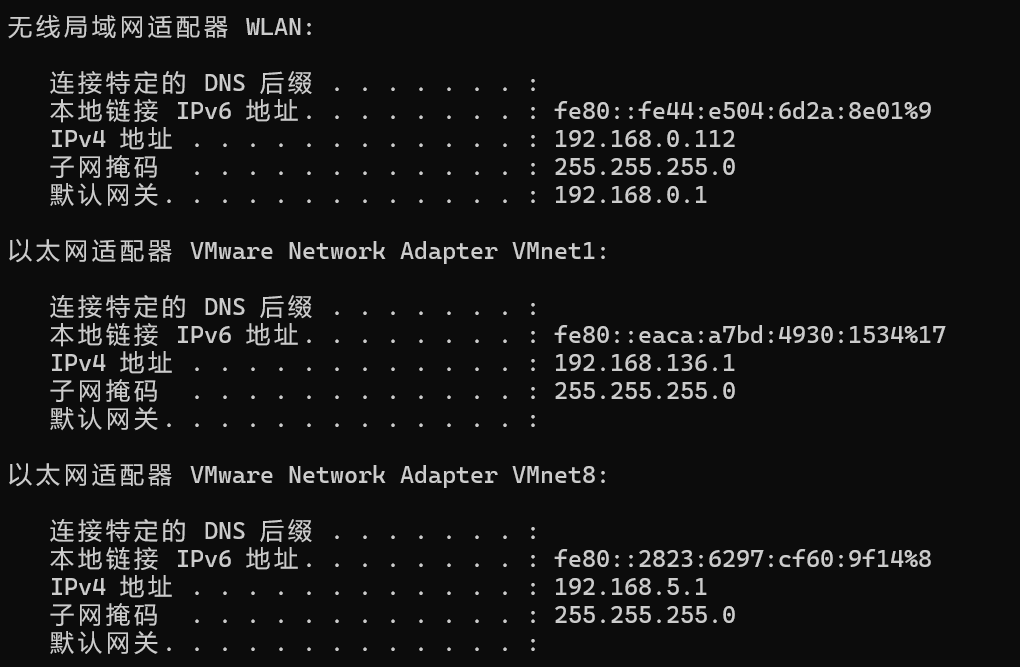 无线局域网适配器 WLAN:
连接特定的 DNS 后缀 . . . . . . . :
本地链接 IPv6 地址. . . . . . . . : fe80::fe44:e504:6d2a:8e01%9
IPv4 地址 . . . . . . . . . . . . : 192.168.0.112
子网掩码  . . . . . . . . . . . . : 255.255.255.0
默认网关. . . . . . . . . . . . . : 192.168.0.1
以太网适配器 VMware Network Adapter VMnet1:
连接特定的 DNS 后缀 . . . . . . . :
本地链接 IPv6 地址. . . . . . . . : fe80::eaca:a7bd:4930:1534%17
IPv4 地址 . . . . . . . . . . . . : 192.168.136.1
子网掩码  . . . . . . . . . . . . : 255.255.255.0
默认网关. . . . . . . . . . . . . :
以太网适配器 VMware Network Adapter VMnet8:
连接特定的 DNS 后缀 . . . . . . . :
本地链接 IPv6 地址. . . . . . . . : fe80::2823:6297:cf60:9f14%8
IPv4 地址 . . . . . . . . . . . . : 192.168.5.1
子网掩码  . . . . . . . . . . . . : 255.255.255.0
默认网关. . . . . . . . . . . . . :